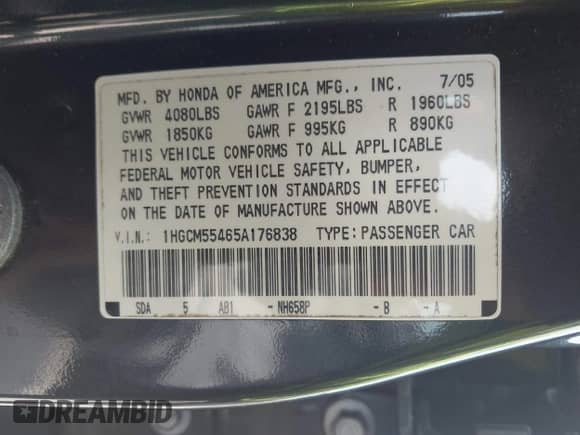 MFD. BY HONDA OF AMERICA MFG., INC. 7/05
GVWR 4080LBS GAWR F 2195LBS R 1960LBS
GVWR 1850KG GAWR F 995KG R 890KG
THIS VEHICLE CONFORMS TO ALL APPLICABLE
FEDERAL MOTOR VEHICLE SAFETY, BUMPER,
AND THEFT PREVENTION STANDARDS IN EFFECT
ON THE DATE OF MANUFACTURE SHOWN ABOVE.
V.I.N.: 1HGCM55465A176838 TYPE: PASSENGER CAR
SDA 5 AB1 - NH658P - B - A
DREAMBID